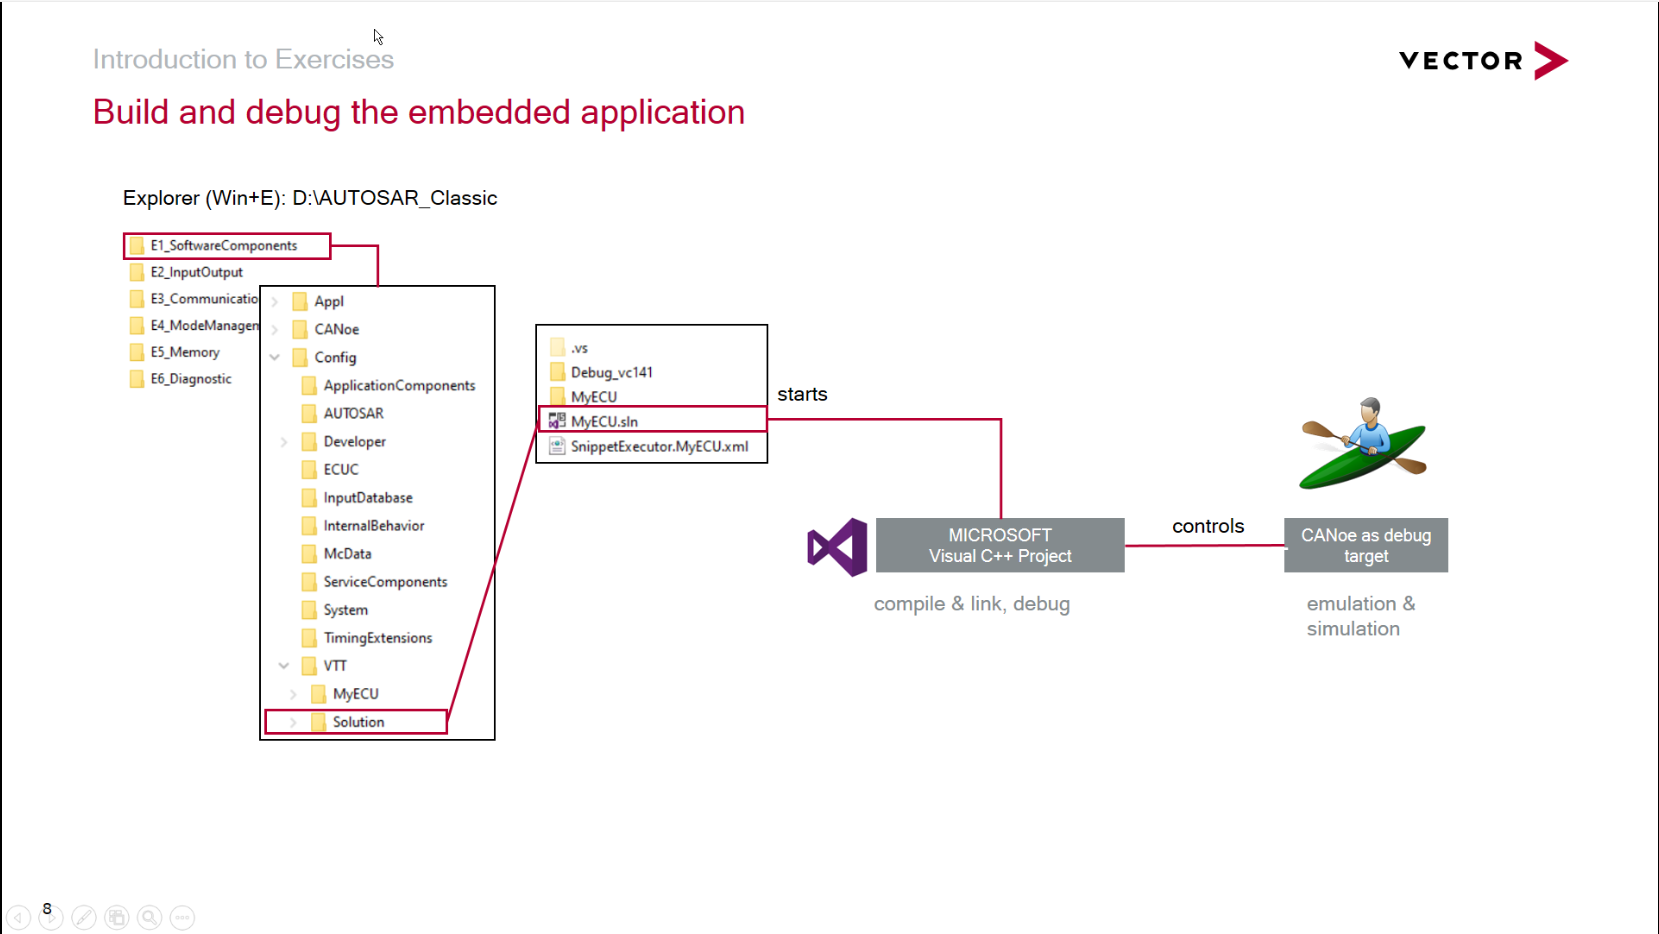 Introduction to Exercises
VECTOR
Build and debug the embedded application
Explorer (Win+E): D:\AUTOSAR_Classic
E1_SoftwareComponents
E2_InputOutput
E3_Communicatio
E4_ModeManagem
E5_Memory
E6_Diagnostic
Appl
CANoe
Config
ApplicationComponents
AUTOSAR
Developer
ECUC
InputDatabase
InternalBehavior
McData
ServiceComponents
System
TimingExtensions
VTT
MyECU
Solution
.vs
Debug_vc141
MyECU
MyECU.sln
SnippetExecutor.MyECU.xml
starts
MICROSOFT
Visual C++ Project
compile & link, debug
controls
CANoe as debug
target
emulation &
simulation
8